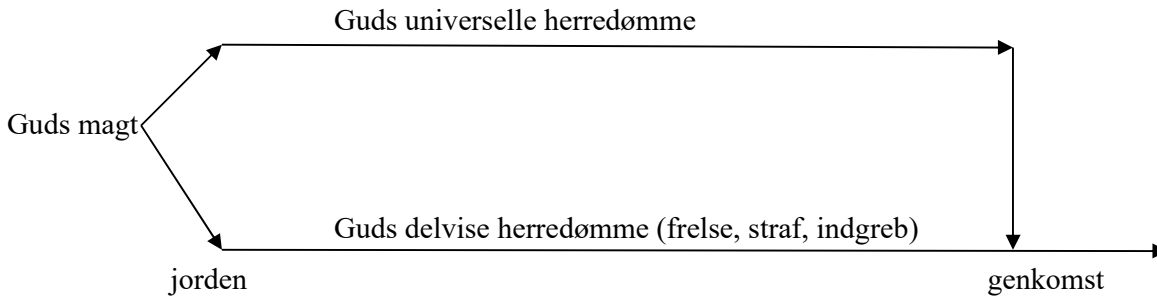 Guds universelle herredømme
Guds magt
Guds delvise herredømme (frelse, straf, indgreb)
jorden
genkomst